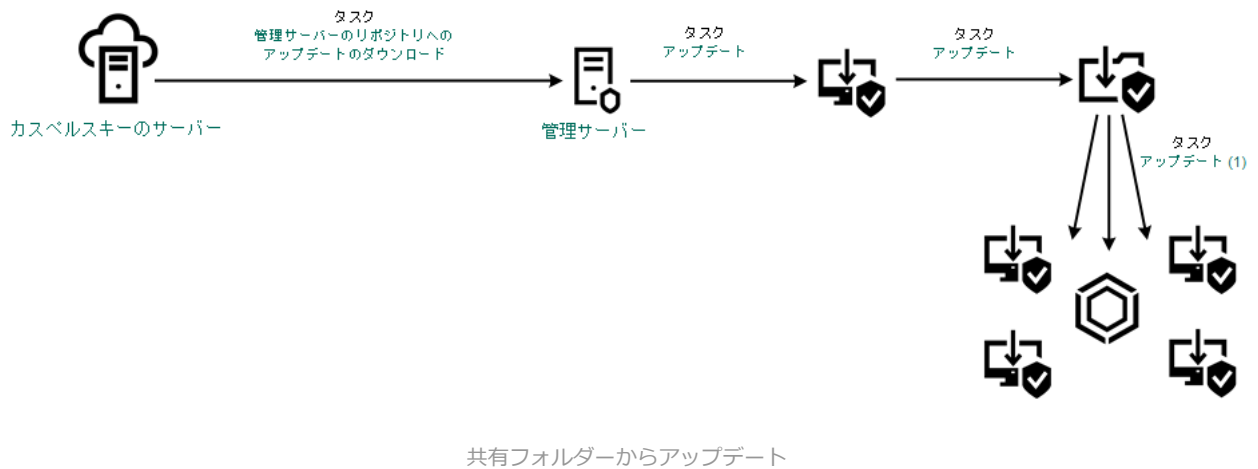 タスク
管理サーバーのリポジトリへの
アップデートのダウンロード
タスク
アップデート
タスク
アップデート
カスペルスキーのサーバー
管理サーバー
タスク
アップデート (1)
共有フォルダーからアップデート